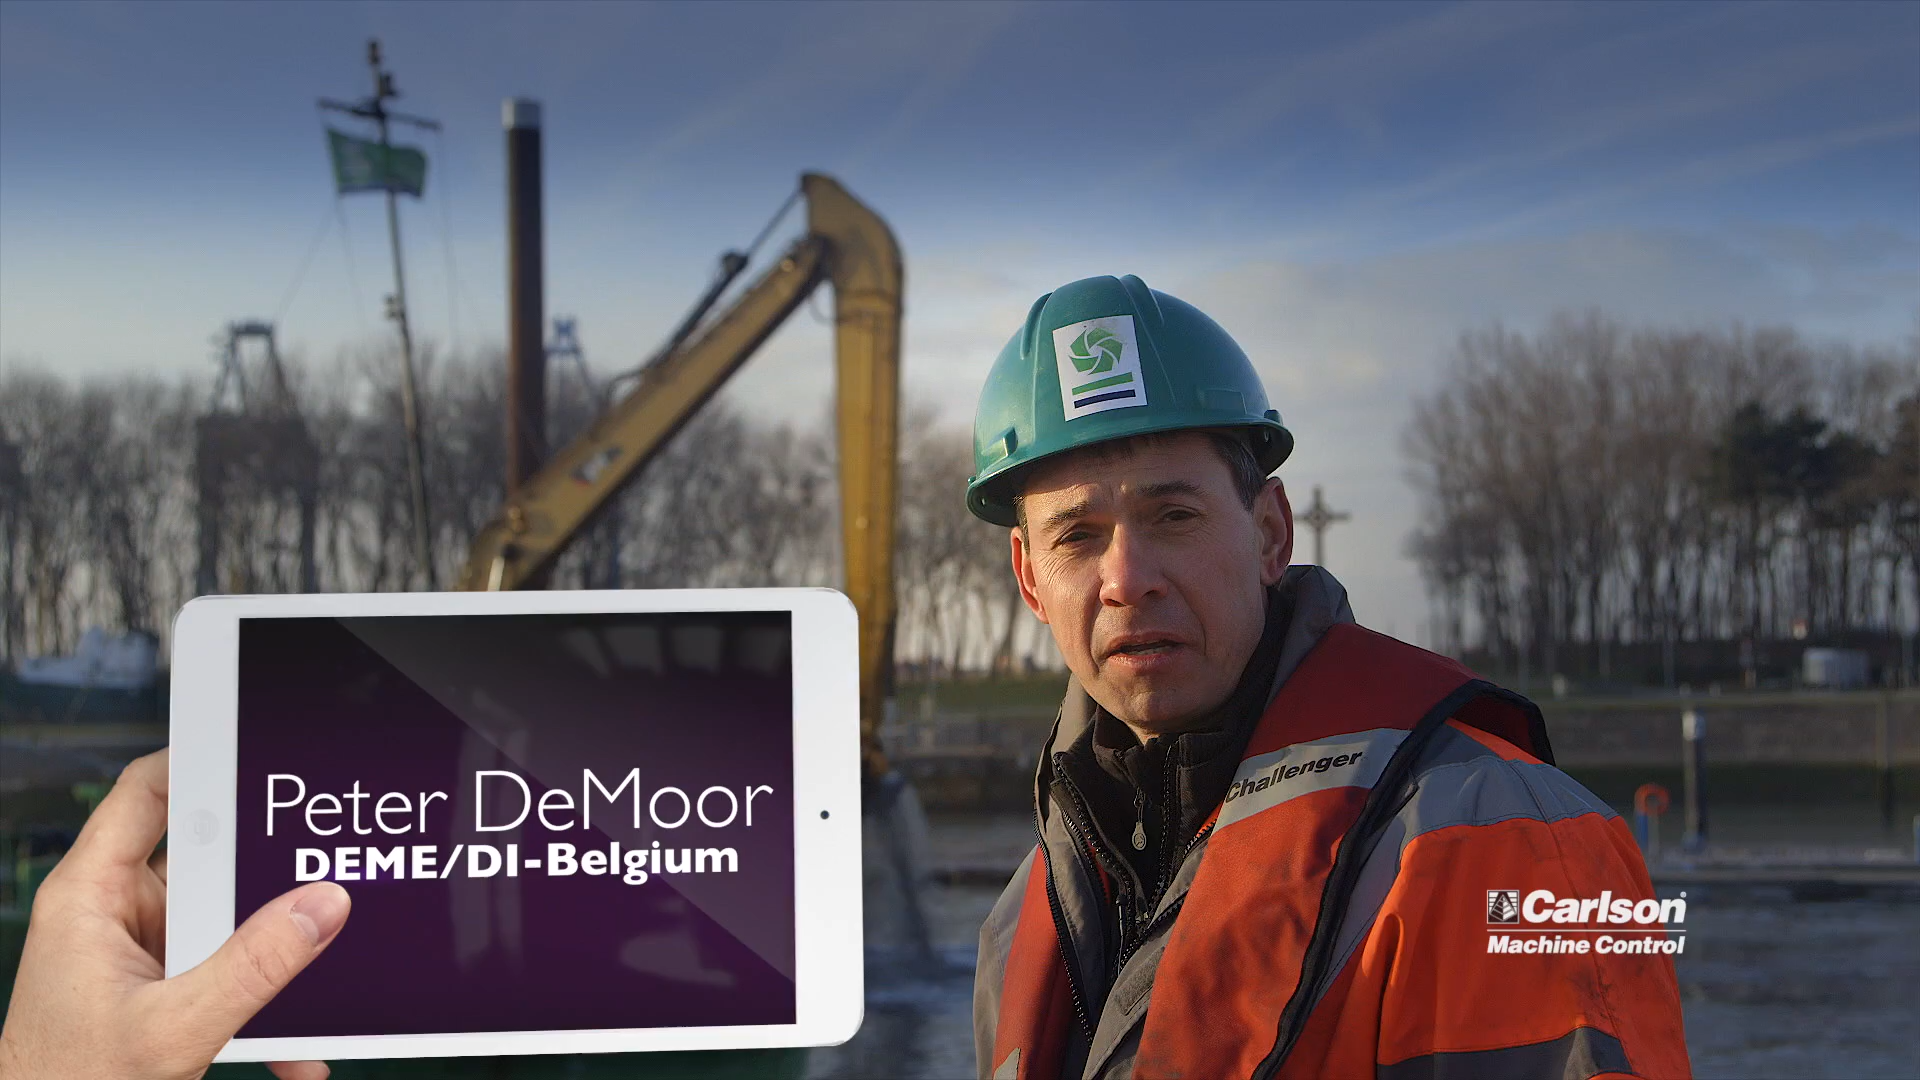 Peter DeMoor
DEME/DI-Belgium
Challenger
Carlson®
Machine Control